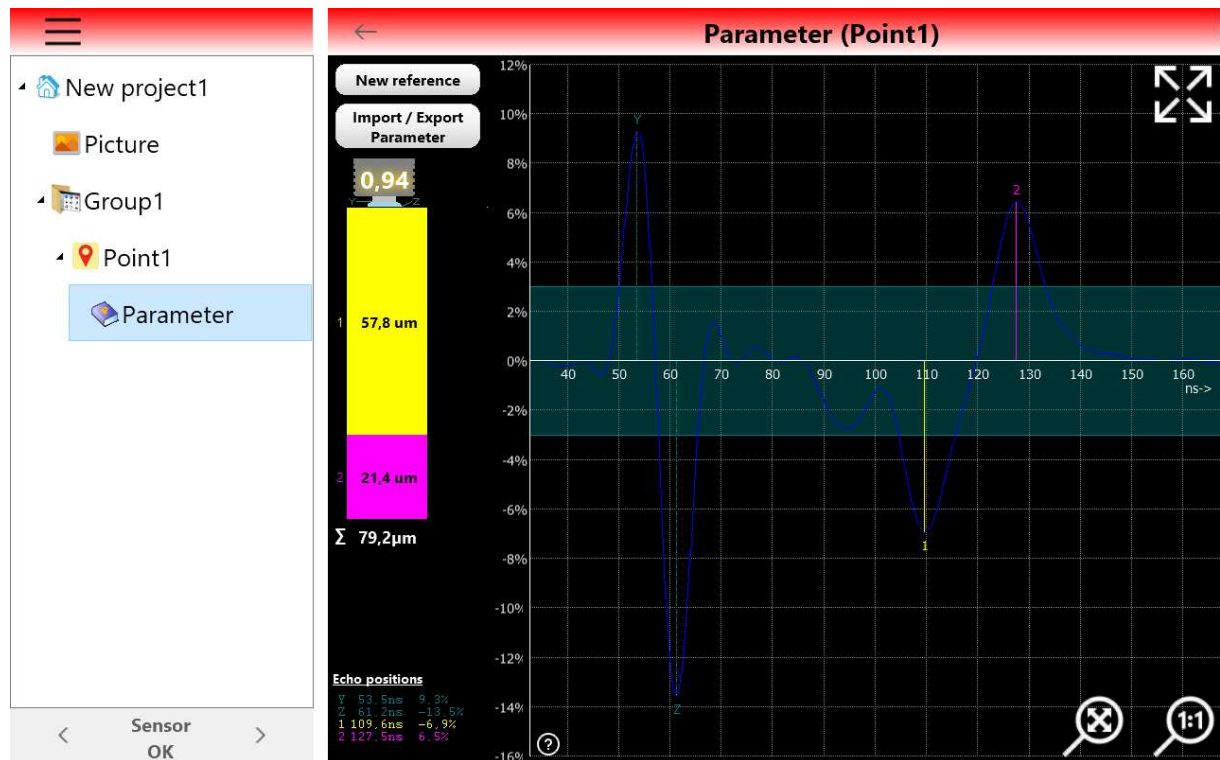 Parameter (Point1)
New project1
Picture
Group1
Point1
Parameter
Sensor
OK
New reference
Import / Export
Parameter
0,94
Y Z
1 57,8 um
2 21,4 um
Σ 79,2µm
Echo positions
Y 53,5ns 9,3%
Z 61,2ns -13,5%
1 109,6ns -6,9%
2 127,5ns 6,5%
12%
10%
8%
6%
4%
2%
0%
-2%
-4%
-6%
-8%
-10%
-12%
-14%
-16%
Y
2
40 50 60 70 80 90 100 110 120 130 140 150 160
ns->
1
Z
?
1:1